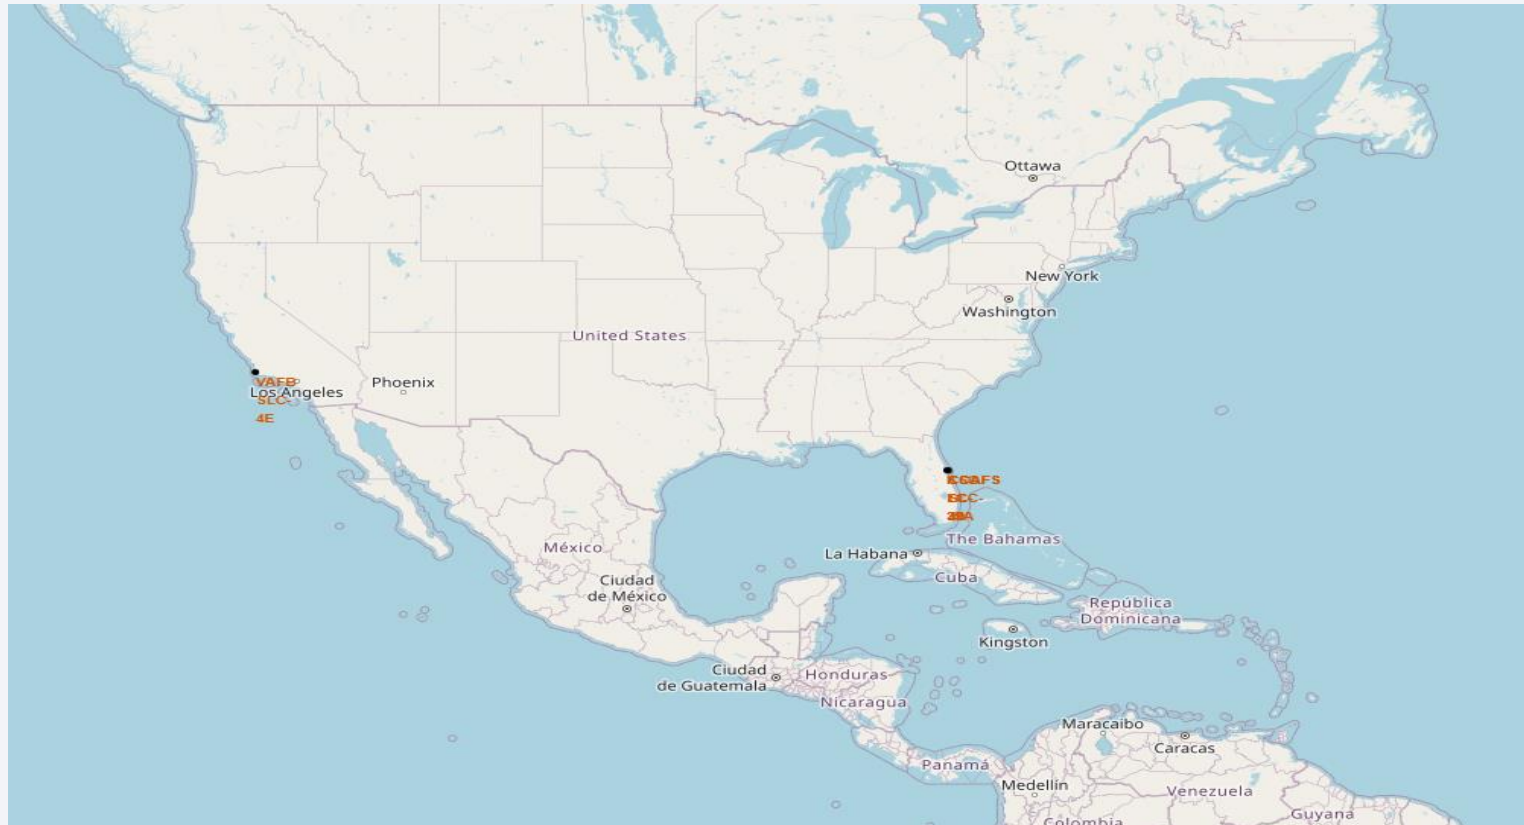 Ottawa
New York
Washington
United States
VAFB
SLC-
4E
Los Angeles
Phoenix
México
Ciudad
de México
La Habana
The Bahamas
Cuba
República
Dominicana
Kingston
Ciudad
de Guatemala
Honduras
Nicaragua
Maracaibo
Caracas
Panamá
Medellín
Venezuela
Guyana
Colombia